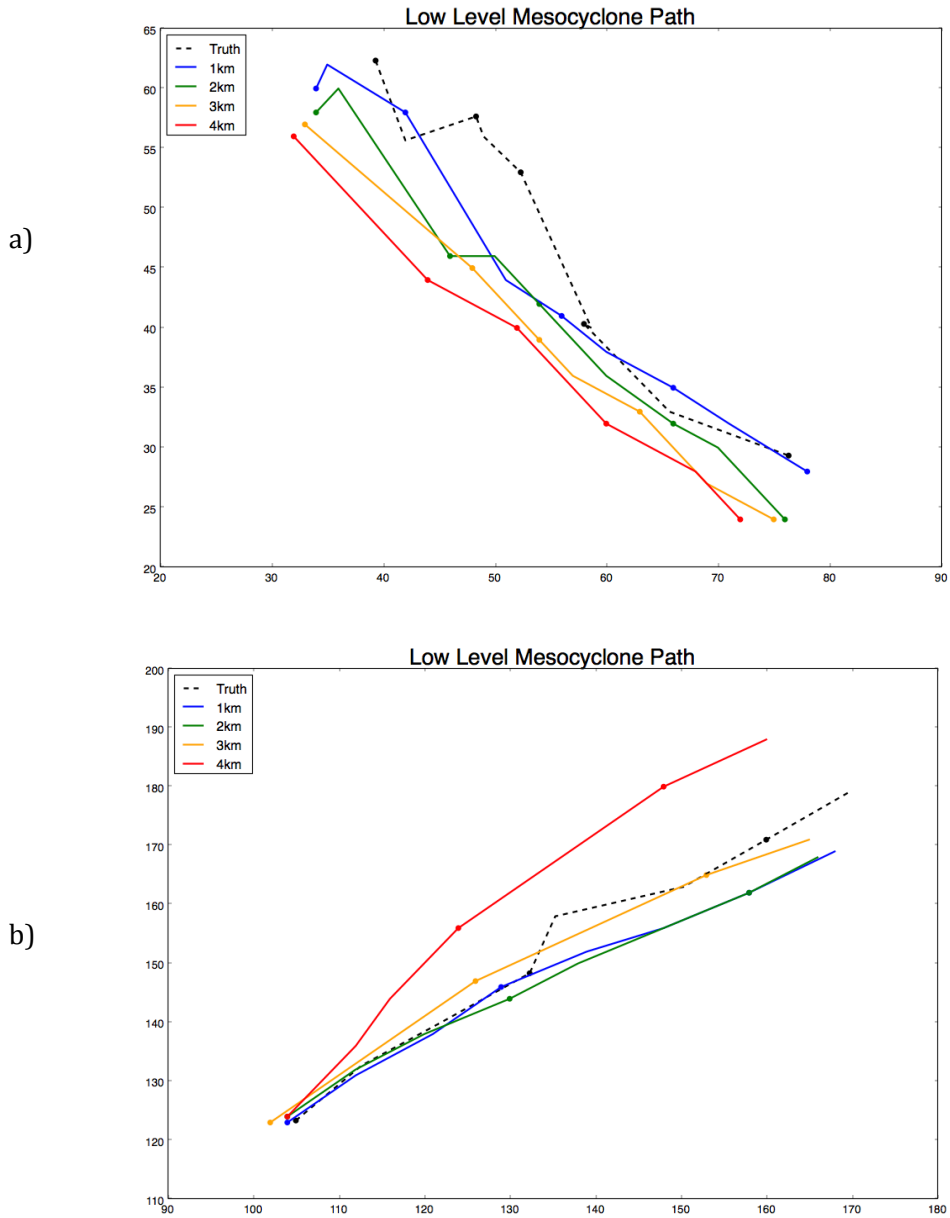 a)
Low Level Mesocyclone Path
Truth
1km
2km
3km
4km
65
60
55
50
45
40
35
30
25
20
20 30 40 50 60 70 80 90
b)
Low Level Mesocyclone Path
Truth
1km
2km
3km
4km
200
190
180
170
160
150
140
130
120
110
90 100 110 120 130 140 150 160 170 180